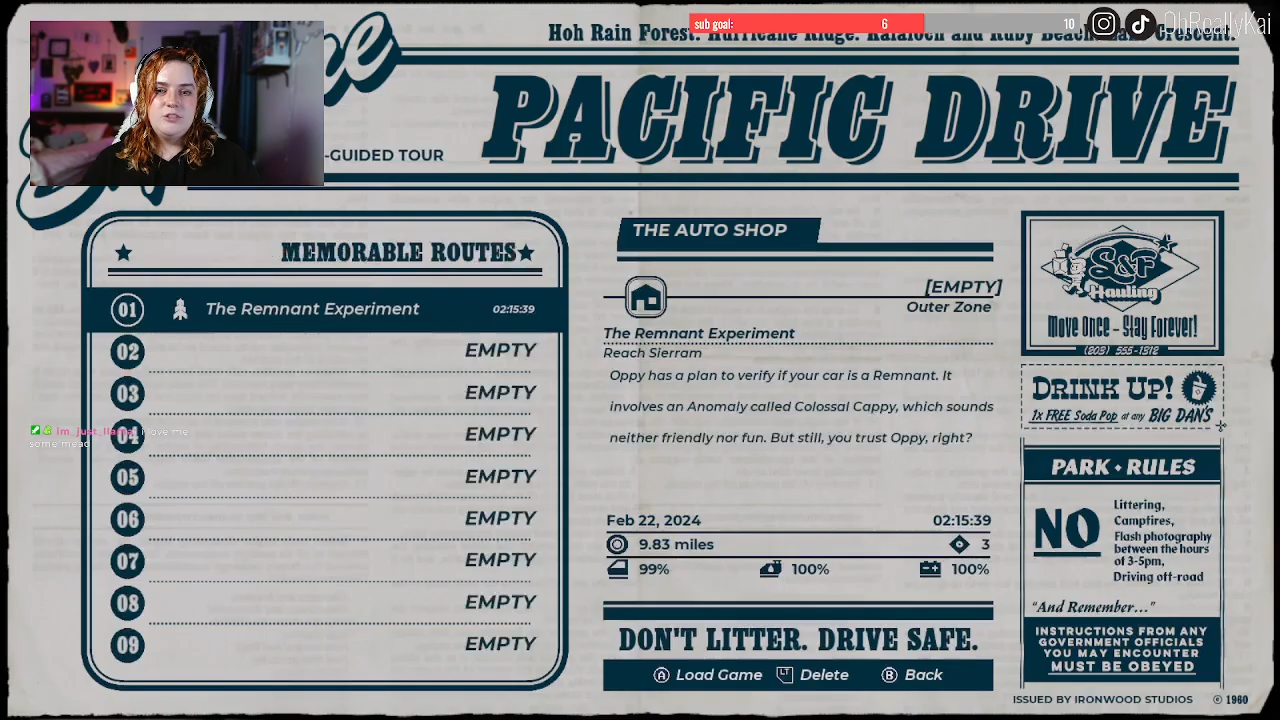 sub goal:
6
10
OhReallyKai
Hoh Rain Forest. Hurricane Ridge. Kalaloch and Ruby Beach. Lake Crescent.
PACIFIC DRIVE
-GUIDED TOUR
MEMORABLE ROUTES
01 The Remnant Experiment 02:15:39
02 EMPTY
03 EMPTY
04 EMPTY
05 EMPTY
06 EMPTY
07 EMPTY
08 EMPTY
09 EMPTY
Im_just_llama: i love me
some mead
THE AUTO SHOP
[EMPTY]
Outer Zone
The Remnant Experiment
Reach Sierram
Oppy has a plan to verify if your car is a Remnant. It
involves an Anomaly called Colossal Cappy, which sounds
neither friendly nor fun. But still, you trust Oppy, right?
Feb 22, 2024 02:15:39
9.83 miles 3
99% 100% 100%
DON'T LITTER. DRIVE SAFE.
A Load Game LT Delete B Back
S&F
Hauling
Move Once - Stay Forever!
(203) 555-1312
DRINK UP!
1x FREE Soda Pop at any BIG DAN'S
PARK • RULES
NO
Littering,
Campfires,
Flash photography
between the hours
of 3-5pm,
Driving off-road
"And Remember..."
INSTRUCTIONS FROM ANY
GOVERNMENT OFFICIALS
YOU MAY ENCOUNTER
MUST BE OBEYED
ISSUED BY IRONWOOD STUDIOS © 1960